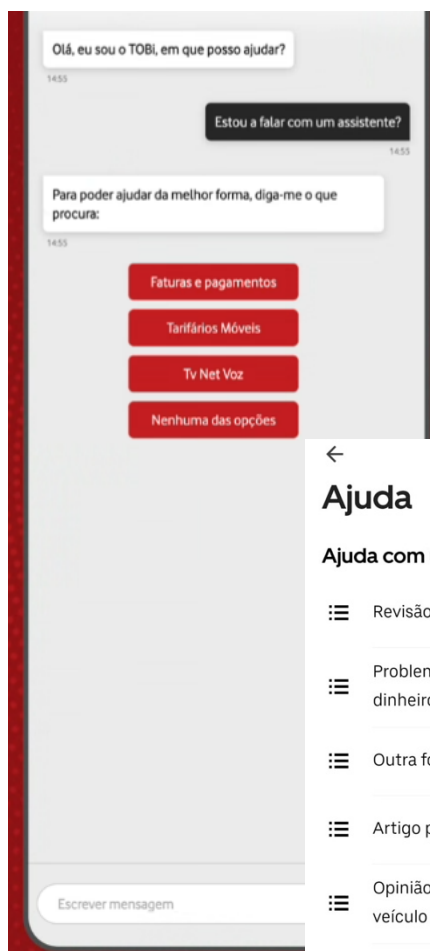 Olá, eu sou o TOBi, em que posso ajudar?
14:55
Estou a falar com um assistente?
14:55
Para poder ajudar da melhor forma, diga-me o que
procura:
14:55
Faturas e pagamentos
Tarifários Móveis
Tv Net Voz
Nenhuma das opções
Escrever mensagem
Ajuda
Ajuda com
Revisão
dinheiro
Outra
Artigo
Opinião
veículo